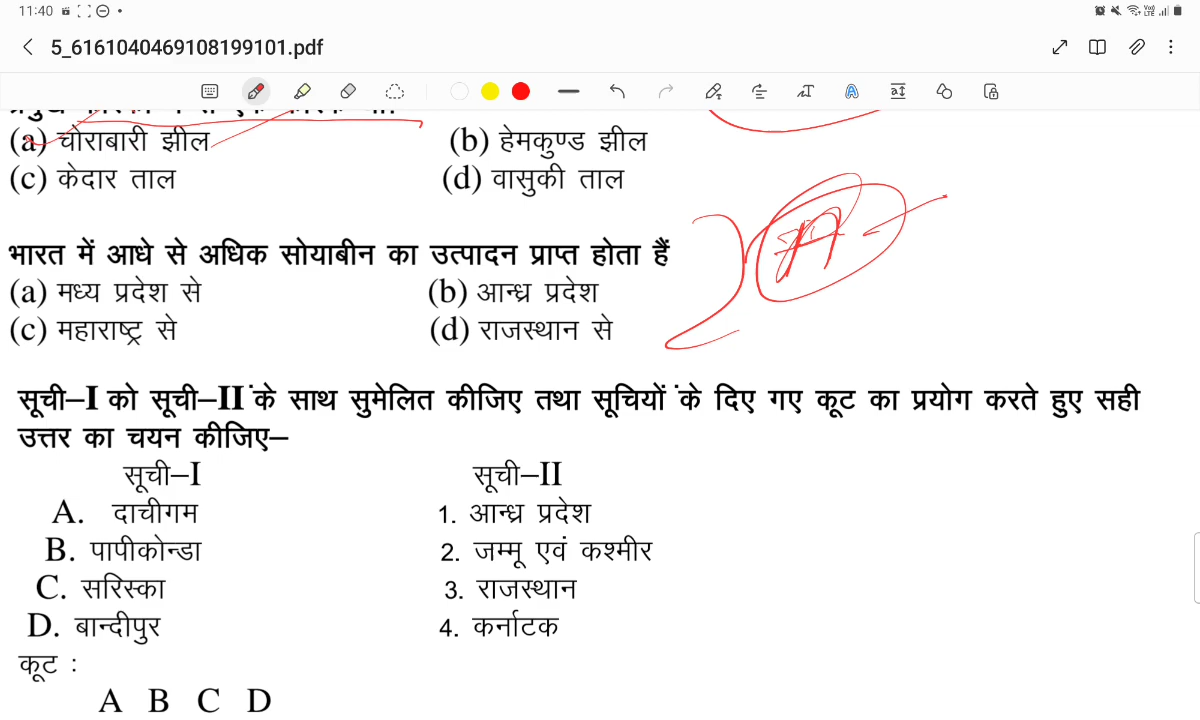 11:40
5_6161040469108199101.pdf
(a) चोराबारी झील (b) हेमकुण्ड झील
(c) केदार ताल (d) वासुकी ताल
भारत में आधे से अधिक सोयाबीन का उत्पादन प्राप्त होता हैं
(a) मध्य प्रदेश से (b) आन्ध्र प्रदेश
(c) महाराष्ट्र से (d) राजस्थान से
सूची–I को सूची–II के साथ सुमेलित कीजिए तथा सूचियों के दिए गए कूट का प्रयोग करते हुए सही
उत्तर का चयन कीजिए–
सूची–I सूची–II
A. दाचीगम 1. आन्ध्र प्रदेश
B. पापीकोन्डा 2. जम्मू एवं कश्मीर
C. सरिस्का 3. राजस्थान
D. बान्दीपुर 4. कर्नाटक
कूट :
A B C D